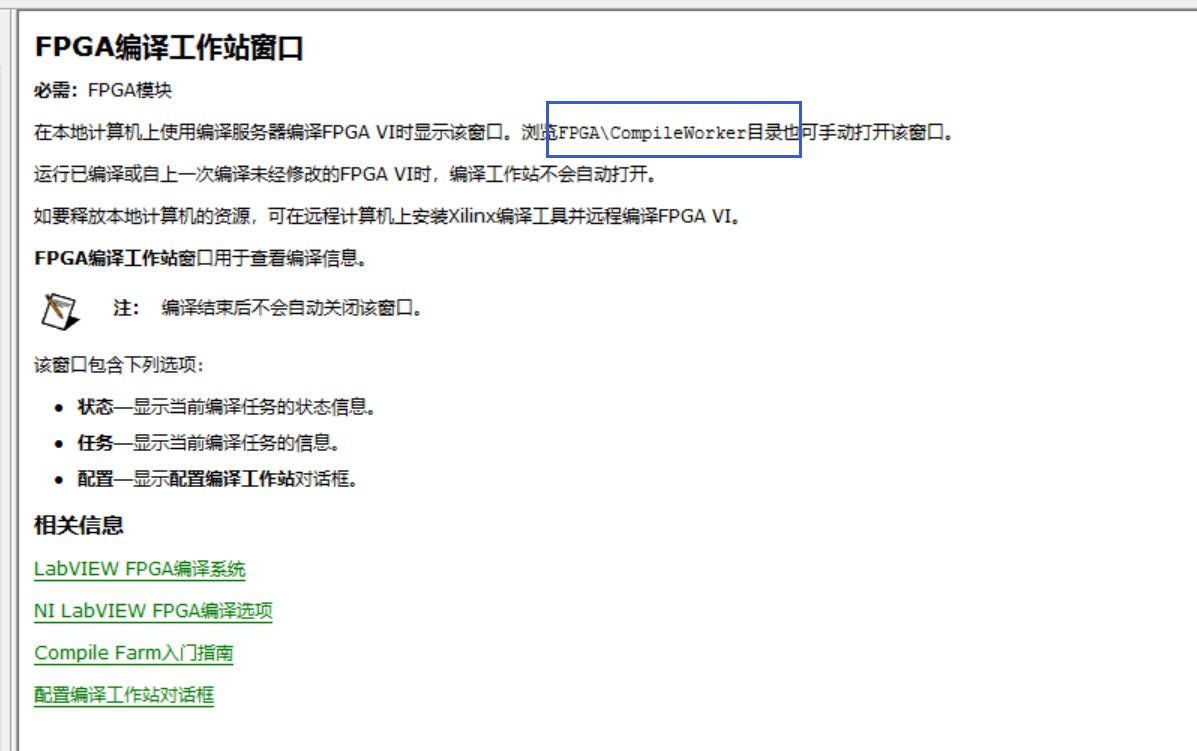 FPGA编译工作站窗口
必需：FPGA模块
在本地计算机上使用编译服务器编译FPGA VI时显示该窗口。浏览FPGA\CompileWorker目录也可手动打开该窗口。
运行已编译或自上一次编译未经修改的FPGA VI时，编译工作站不会自动打开。
如要释放本地计算机的资源，可在远程计算机上安装Xilinx编译工具并远程编译FPGA VI。
FPGA编译工作站窗口用于查看编译信息。
注： 编译结束后不会自动关闭该窗口。
该窗口包含下列选项：
• 状态—显示当前编译任务的状态信息。
• 任务—显示当前编译任务的信息。
• 配置—显示配置编译工作站对话框。
相关信息
LabVIEW FPGA编译系统
NI LabVIEW FPGA编译选项
Compile Farm入门指南
配置编译工作站对话框